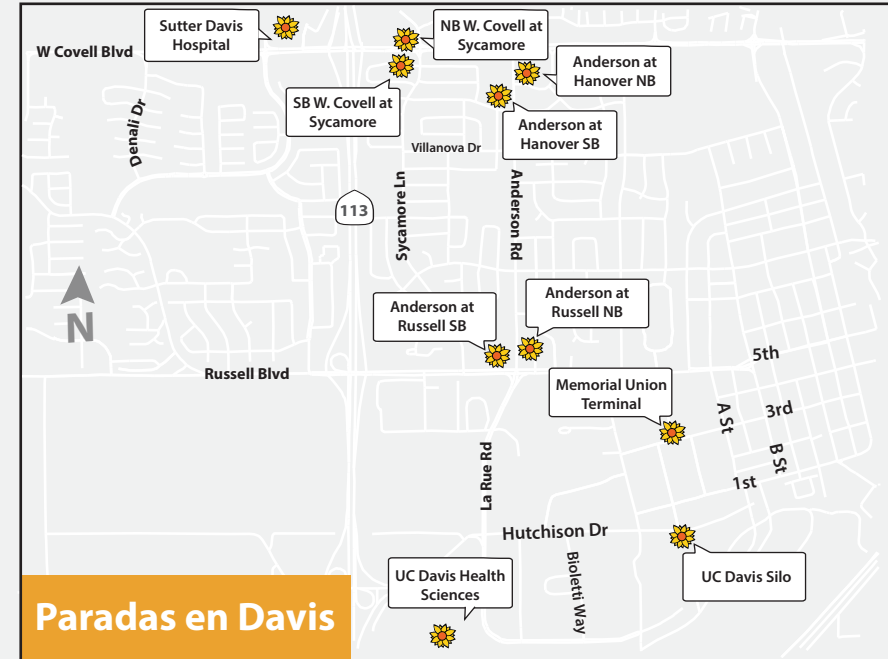 Sutter Davis
Hospital
NB W. Covell at
Sycamore
W Covell Blvd
Anderson at
Hanover NB
SB W. Covell at
Sycamore
Anderson at
Hanover SB
Denali Dr
Villanova Dr
113
Sycamore Ln
Anderson Rd
N
Anderson at
Russell SB
Anderson at
Russell NB
5th
Russell Blvd
Memorial Union
Terminal
A St
3rd
B St
La Rue Rd
1st
Hutchison Dr
Bioletti Way
UC Davis Health
Sciences
UC Davis Silo
Paradas en Davis